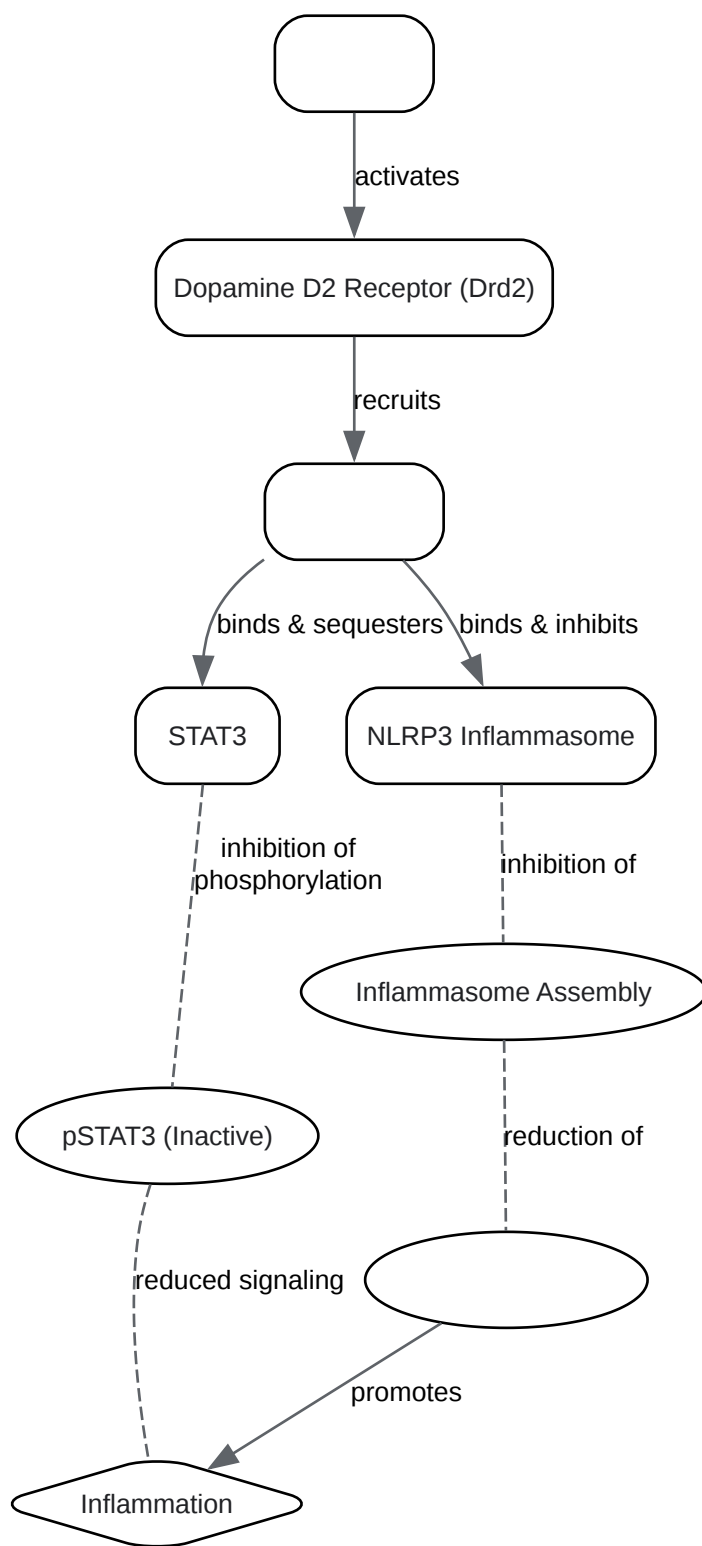 activates
Dopamine D2 Receptor (Drd2)
recruits
binds & sequesters
binds & inhibits
STAT3
NLRP3 Inflammasome
inhibition of
phosphorylation
inhibition of
Inflammasome Assembly
pSTAT3 (Inactive)
reduction of
reduced signaling
promotes
Inflammation